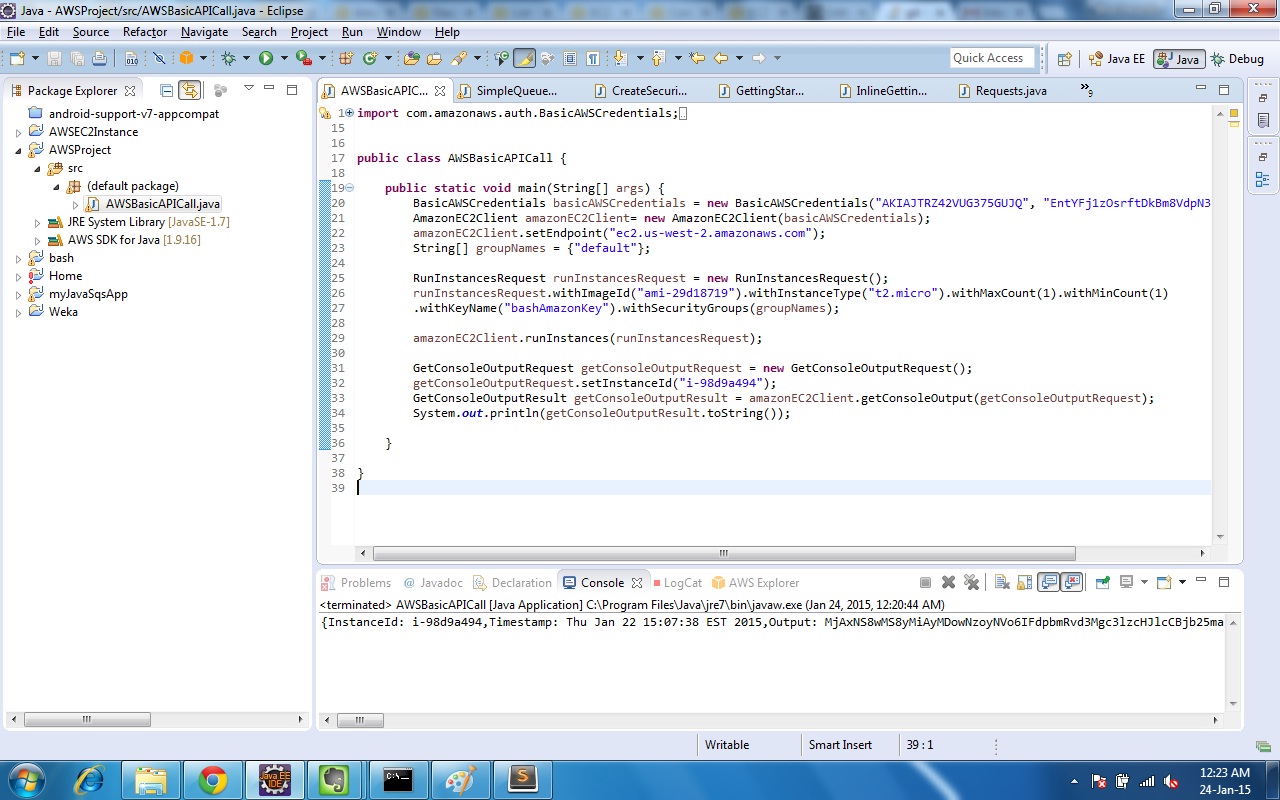 Java - AWSProject/src/AWSBasicAPICall.java - Eclipse
File Edit Source Refactor Navigate Search Project Run Window Help
Quick Access Java EE Java Debug
Package Explorer
android-support-v7-appcompat
AWSEC2Instance
AWSProject
src
(default package)
AWSBasicAPICall.java
JRE System Library [JavaSE-1.7]
AWS SDK for Java [1.9.16]
bash
Home
myJavaSqsApp
Weka
AWSBasicAPIC... SimpleQueue... CreateSecuri... GettingStar... InlineGettin... Requests.java »9
1 import com.amazonaws.auth.BasicAWSCredentials;
15
16
17 public class AWSBasicAPICall {
18
19 public static void main(String[] args) {
20 BasicAWSCredentials basicAWSCredentials = new BasicAWSCredentials("AKIAJTRZ42VUG375GUJQ", "EntYFj1zOsrftDkBm8VdpN3
21 AmazonEC2Client amazonEC2Client= new AmazonEC2Client(basicAWSCredentials);
22 amazonEC2Client.setEndpoint("ec2.us-west-2.amazonaws.com");
23 String[] groupNames = {"default"};
24
25 RunInstancesRequest runInstancesRequest = new RunInstancesRequest();
26 runInstancesRequest.withImageId("ami-29d18719").withInstanceType("t2.micro").withMaxCount(1).withMinCount(1)
27 .withKeyName("bashAmazonKey").withSecurityGroups(groupNames);
28
29 amazonEC2Client.runInstances(runInstancesRequest);
30
31 GetConsoleOutputRequest getConsoleOutputRequest = new GetConsoleOutputRequest();
32 getConsoleOutputRequest.setInstanceId("i-98d9a494");
33 GetConsoleOutputResult getConsoleOutputResult = amazonEC2Client.getConsoleOutput(getConsoleOutputRequest);
34 System.out.println(getConsoleOutputResult.toString());
35
36 }
37
38 }
39
Problems @ Javadoc Declaration Console LogCat AWS Explorer
<terminated> AWSBasicAPICall [Java Application] C:\Program Files\Java\jre7\bin\javaw.exe (Jan 24, 2015, 12:20:44 AM)
{InstanceId: i-98d9a494,Timestamp: Thu Jan 22 15:07:38 EST 2015,Output: MjAxNS8wMS8yMiAyMDowNzoyNVo6IFdpbmRvd3Mgc3lzcHJlcCBjb25ma
Writable Smart Insert 39 : 1
Java EE
IDE
C:\
12:23 AM
24-Jan-15